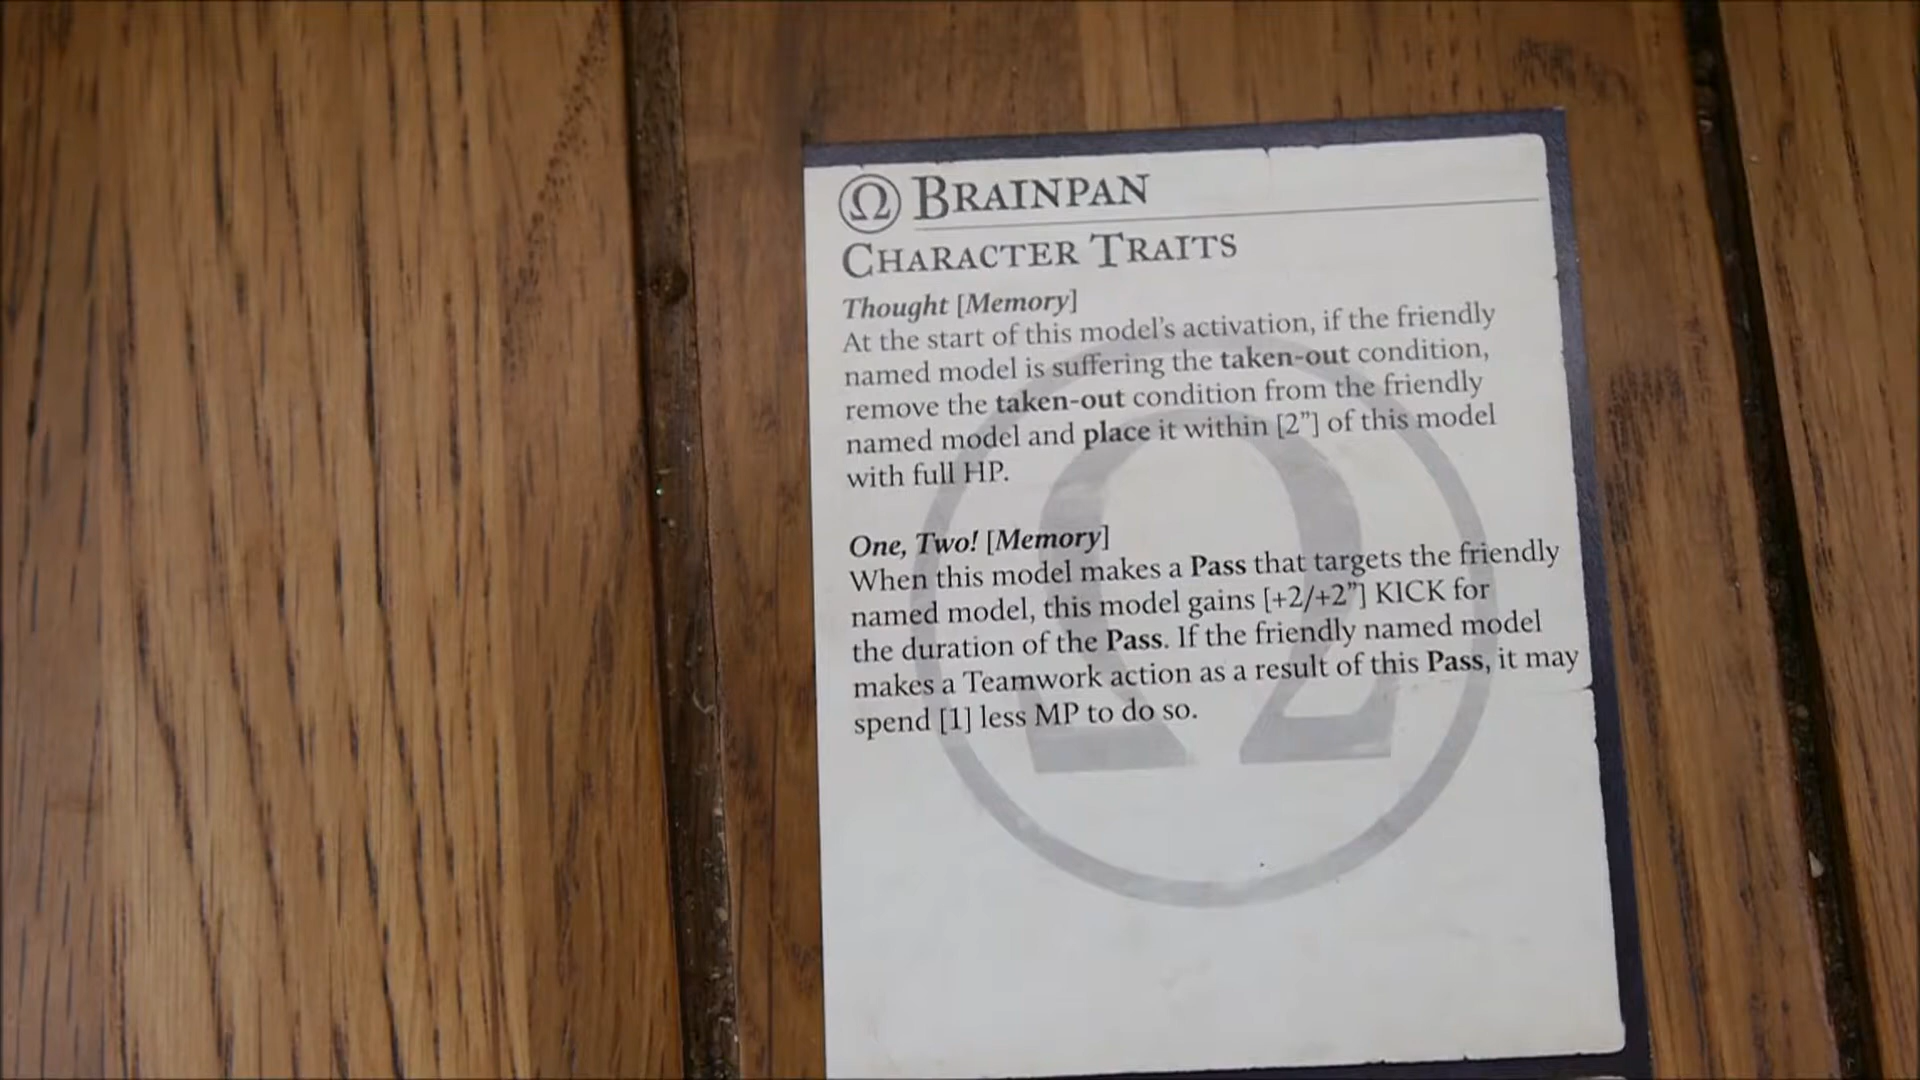 Ω BRAINPAN
CHARACTER TRAITS
Thought [Memory]
At the start of this model's activation, if the friendly
named model is suffering the taken-out condition,
remove the taken-out condition from the friendly
named model and place it within [2”] of this model
with full HP.
One, Two! [Memory]
When this model makes a Pass that targets the friendly
named model, this model gains [+2/+2”] KICK for
the duration of the Pass. If the friendly named model
makes a Teamwork action as a result of this Pass, it may
spend [1] less MP to do so.
Ω